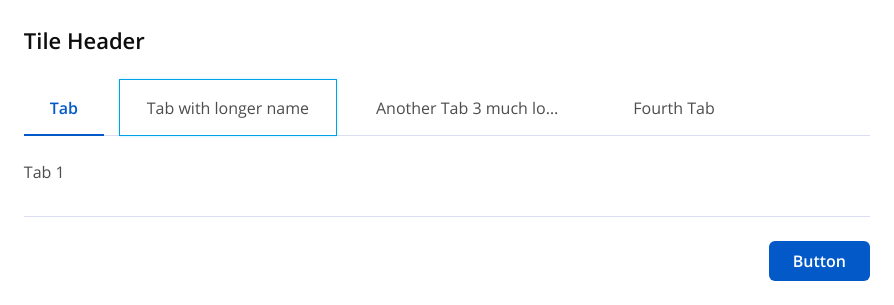 Tile Header
Tab Tab with longer name Another Tab 3 much lo... Fourth Tab
Tab 1
Button